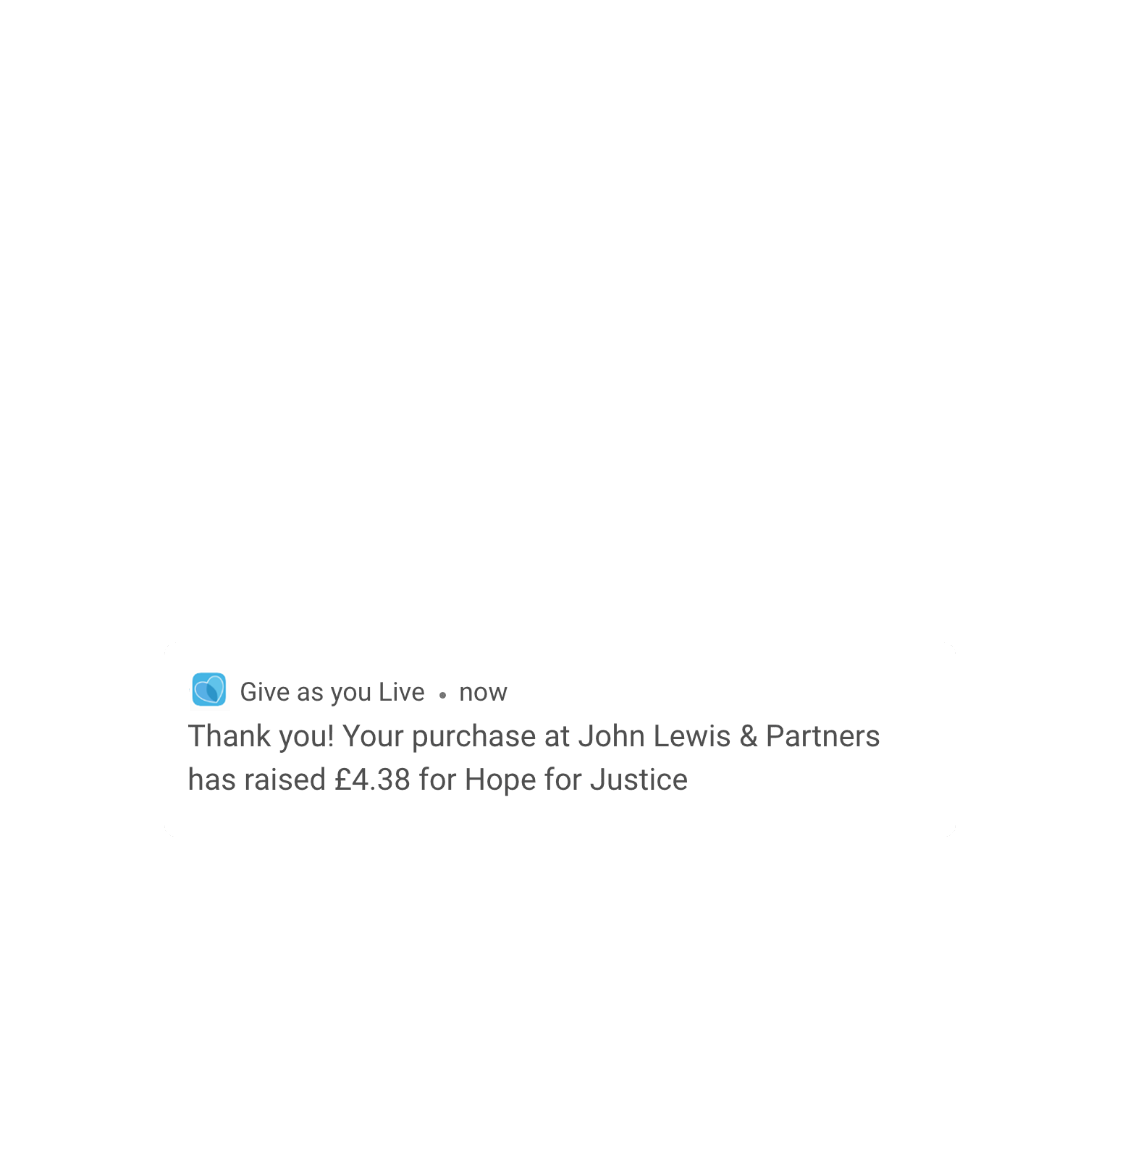 Give as you Live • now
Thank you! Your purchase at John Lewis & Partners
has raised £4.38 for Hope for Justice